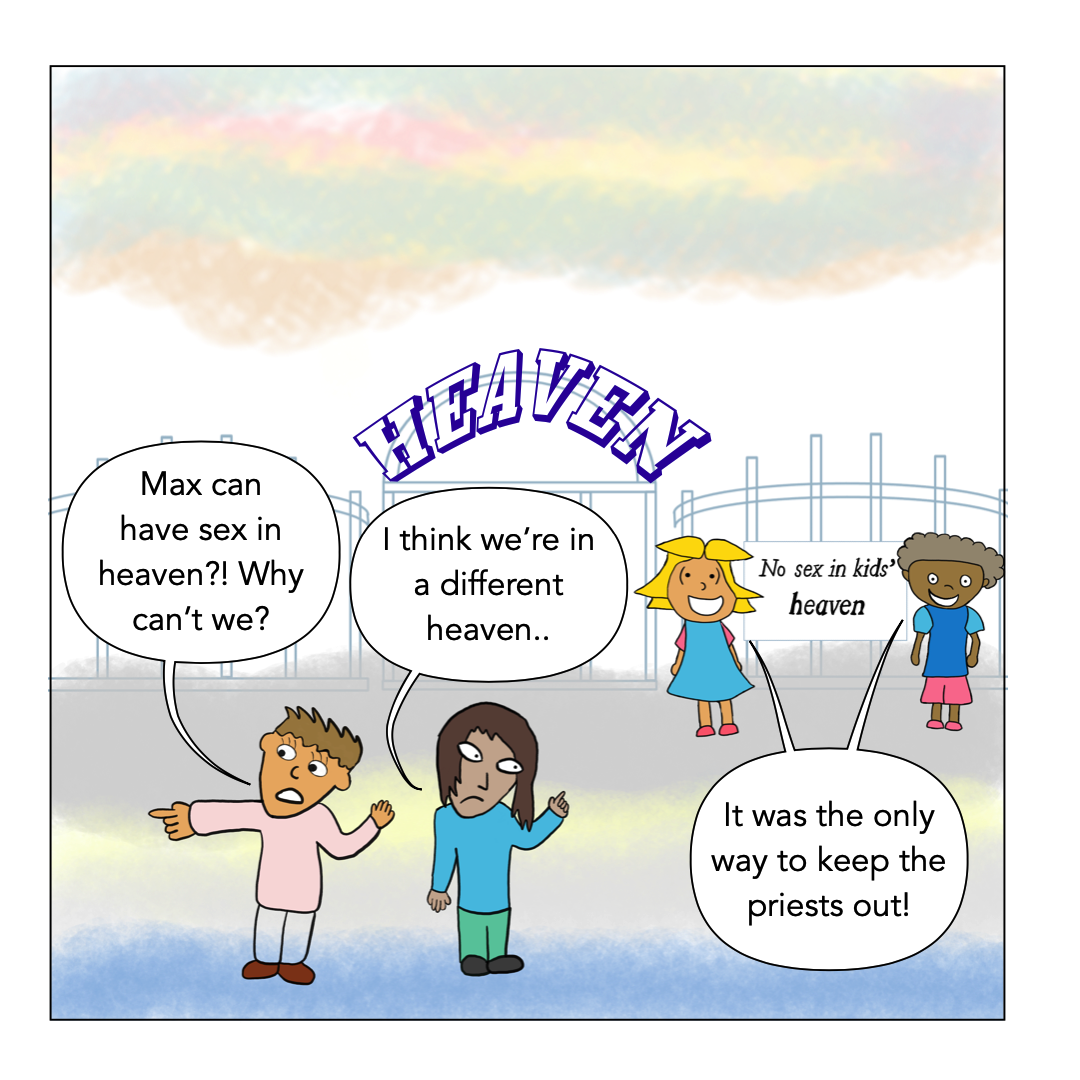 HEAVEN
Max can
have sex in
heaven?! Why
can't we?
I think we're in
a different
heaven..
No sex in kids'
heaven
It was the only
way to keep the
priests out!